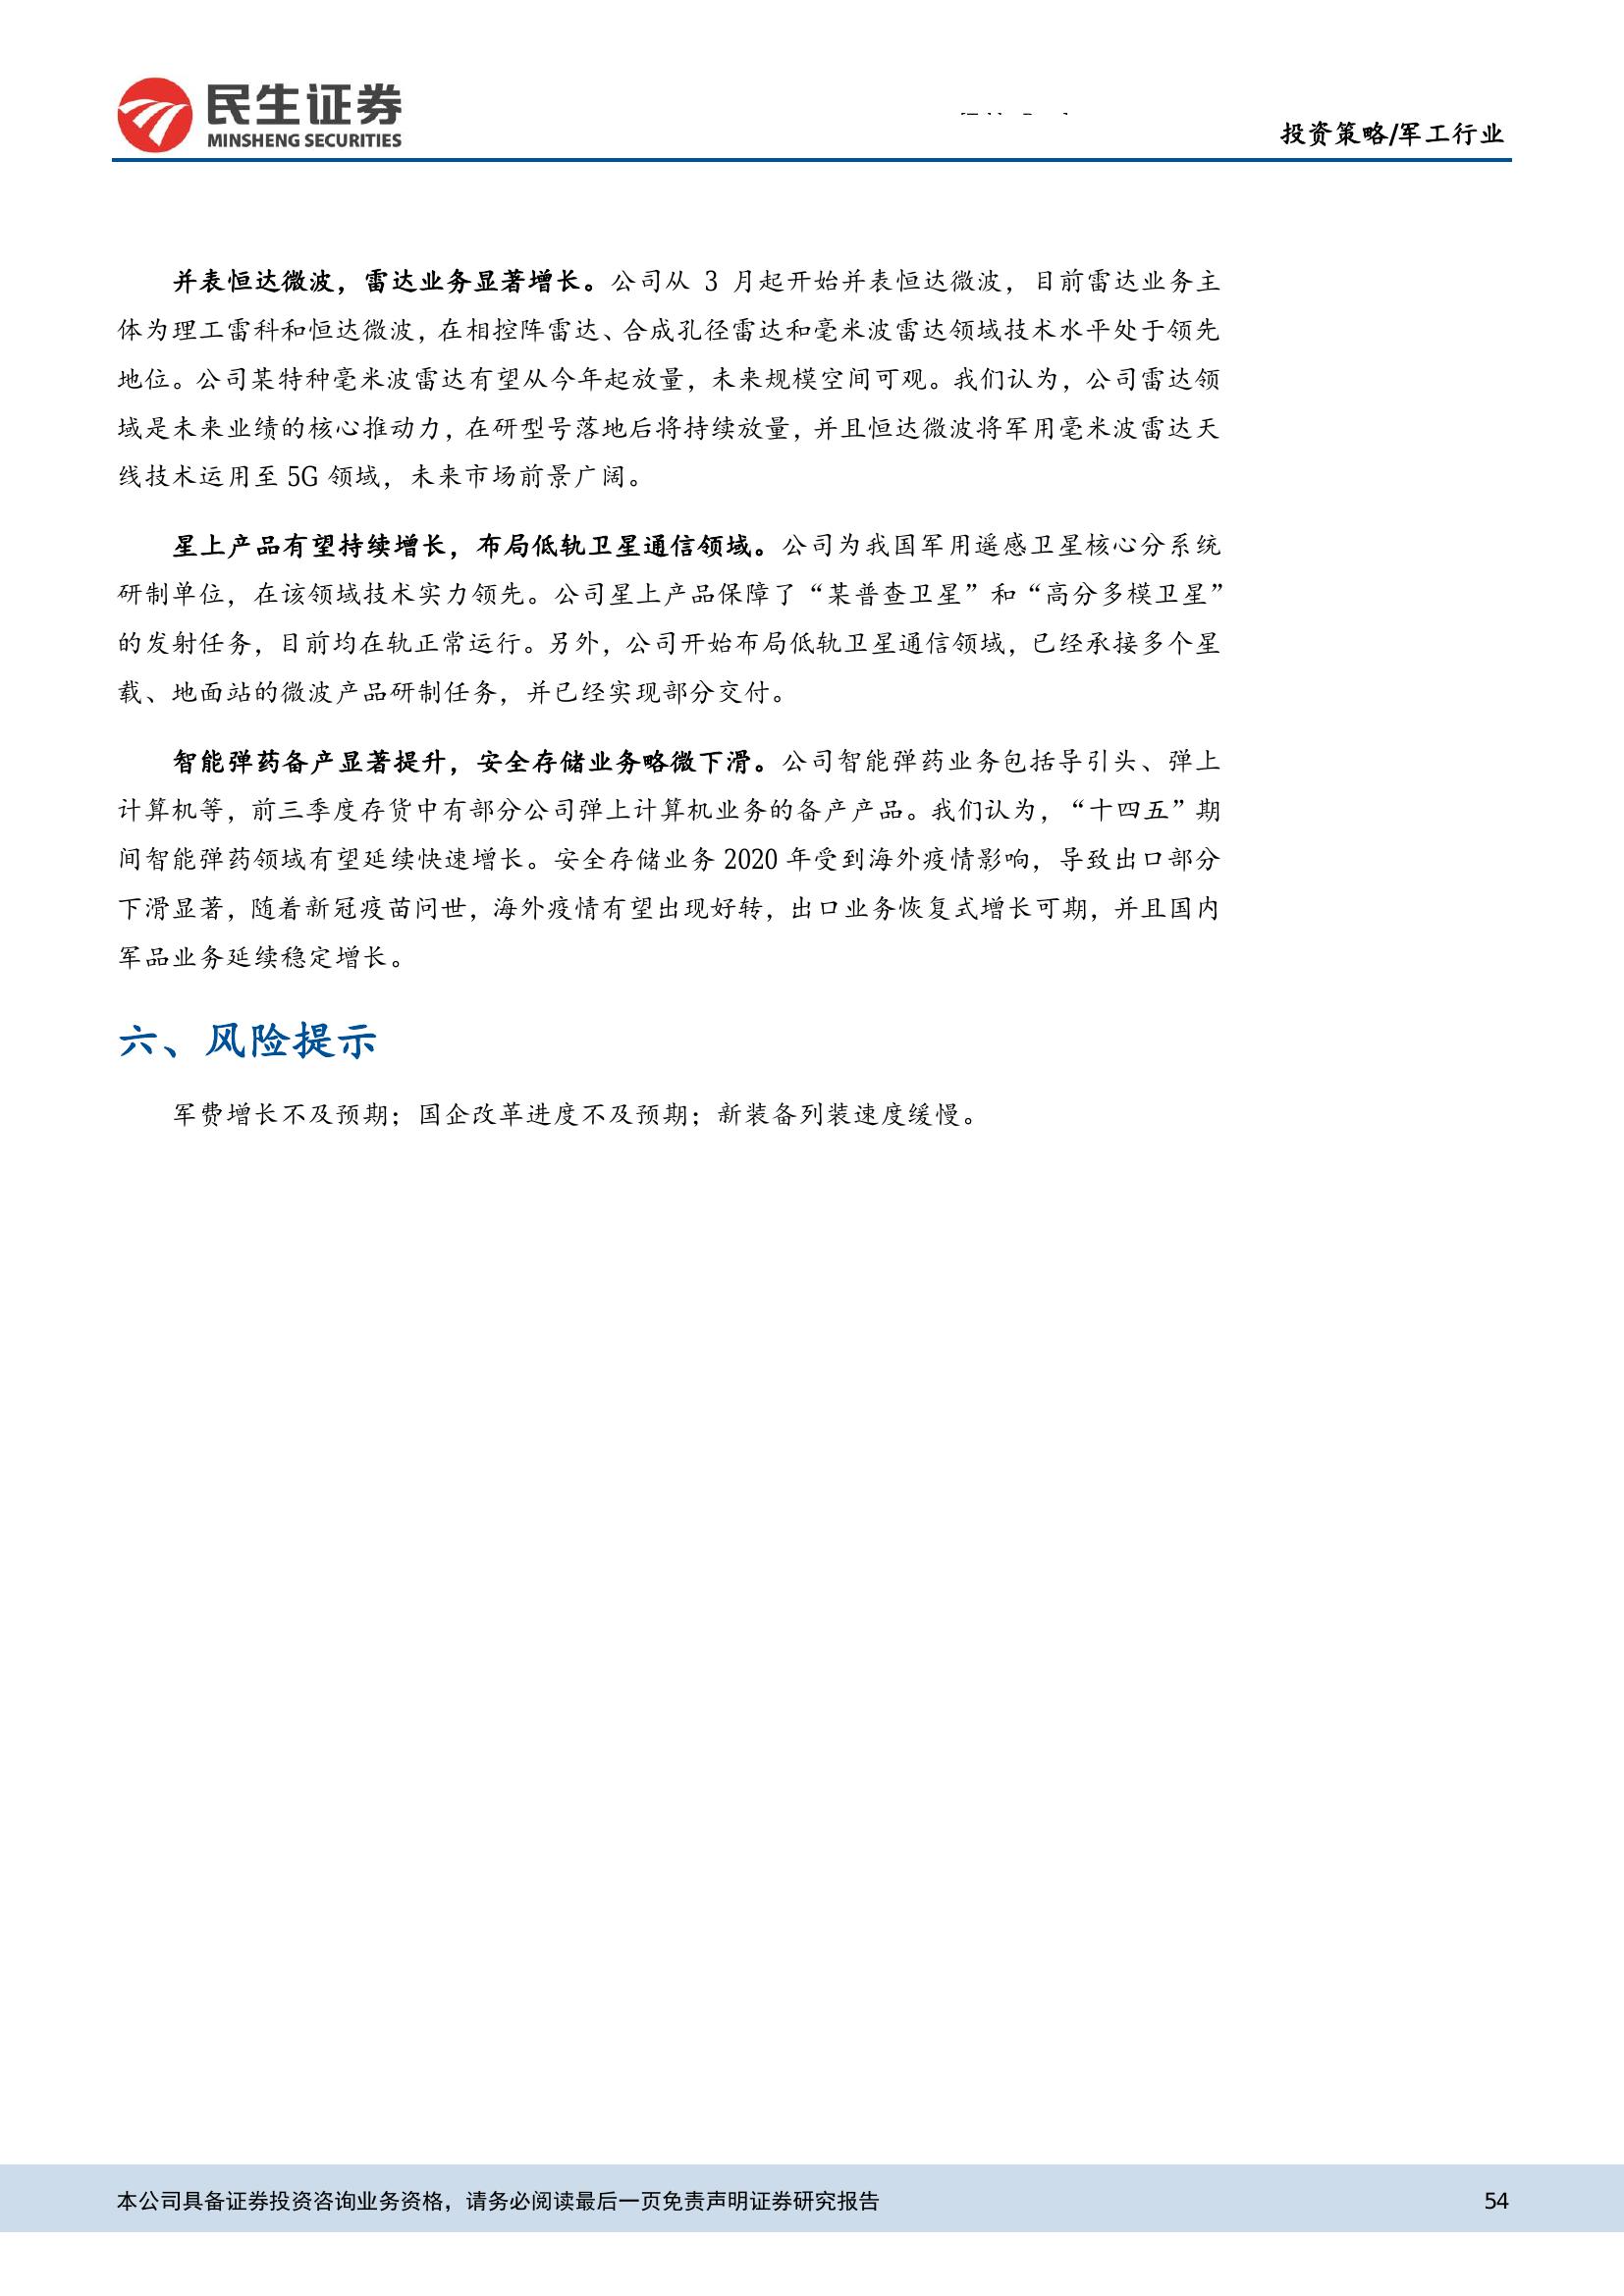 民生证券
MINSHENG SECURITIES
投资策略/军工行业
并表恒达微波，雷达业务显著增长。公司从 3 月起开始并表恒达微波，目前雷达业务主
体为理工雷科和恒达微波，在相控阵雷达、合成孔径雷达和毫米波雷达领域技术水平处于领先
地位。公司某特种毫米波雷达有望从今年起放量，未来规模空间可观。我们认为，公司雷达领
域是未来业绩的核心推动力，在研型号落地后将持续放量，并且恒达微波将军用毫米波雷达天
线技术运用至 5G 领域，未来市场前景广阔。
星上产品有望持续增长，布局低轨卫星通信领域。公司为我国军用遥感卫星核心分系统
研制单位，在该领域技术实力领先。公司星上产品保障了“某普查卫星”和“高分多模卫星”
的发射任务，目前均在轨正常运行。另外，公司开始布局低轨卫星通信领域，已经承接多个星
载、地面站的微波产品研制任务，并已经实现部分交付。
智能弹药备产显著提升，安全存储业务略微下滑。公司智能弹药业务包括导引头、弹上
计算机等，前三季度存货中有部分公司弹上计算机业务的备产产品。我们认为，“十四五”期
间智能弹药领域有望延续快速增长。安全存储业务 2020 年受到海外疫情影响，导致出口部分
下滑显著，随着新冠疫苗问世，海外疫情有望出现好转，出口业务恢复式增长可期，并且国内
军品业务延续稳定增长。
六、风险提示
军费增长不及预期；国企改革进度不及预期；新装备列装速度缓慢。
本公司具备证券投资咨询业务资格，请务必阅读最后一页免责声明证券研究报告
54